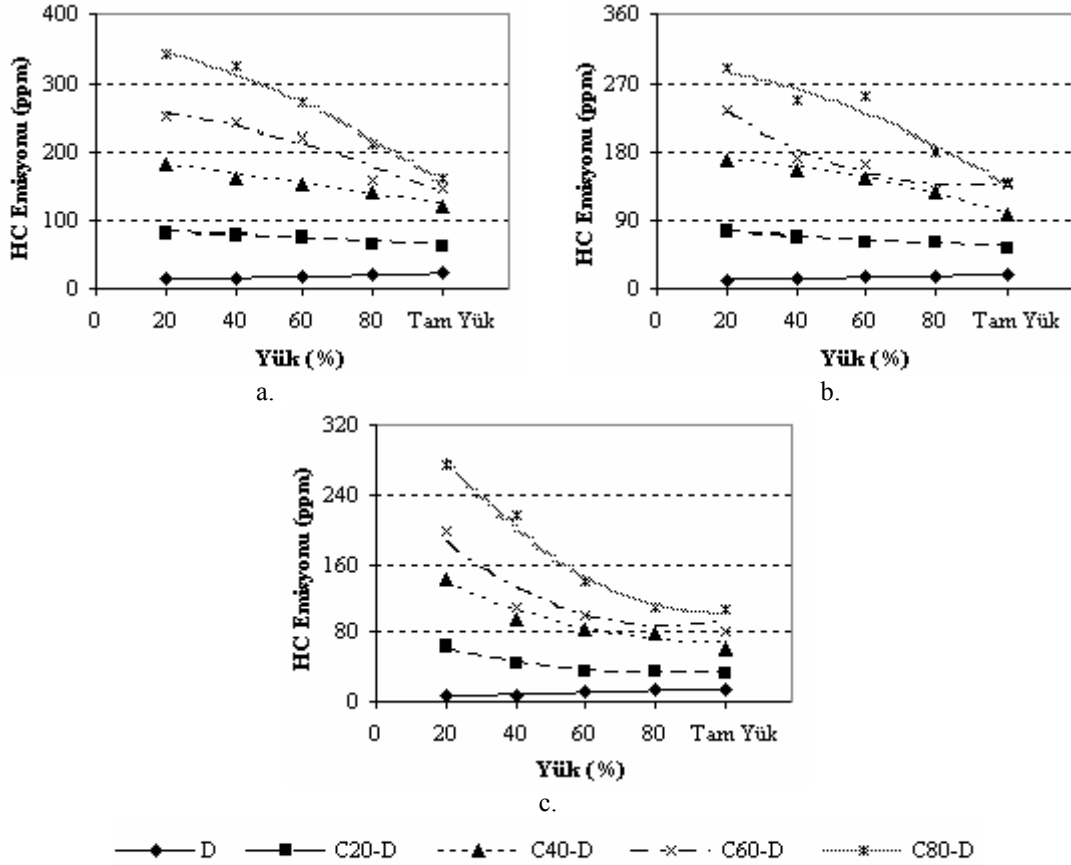 400
300
200
100
0
HC Emisyonu (ppm)
0 20 40 60 80 Tam Yük
Yük (%)
a.
360
270
180
90
0
HC Emisyonu (ppm)
0 20 40 60 80 Tam Yük
Yük (%)
b.
320
240
160
80
0
HC Emisyonu (ppm)
0 20 40 60 80 Tam Yük
Yük (%)
c.
D C20-D C40-D C60-D C80-D